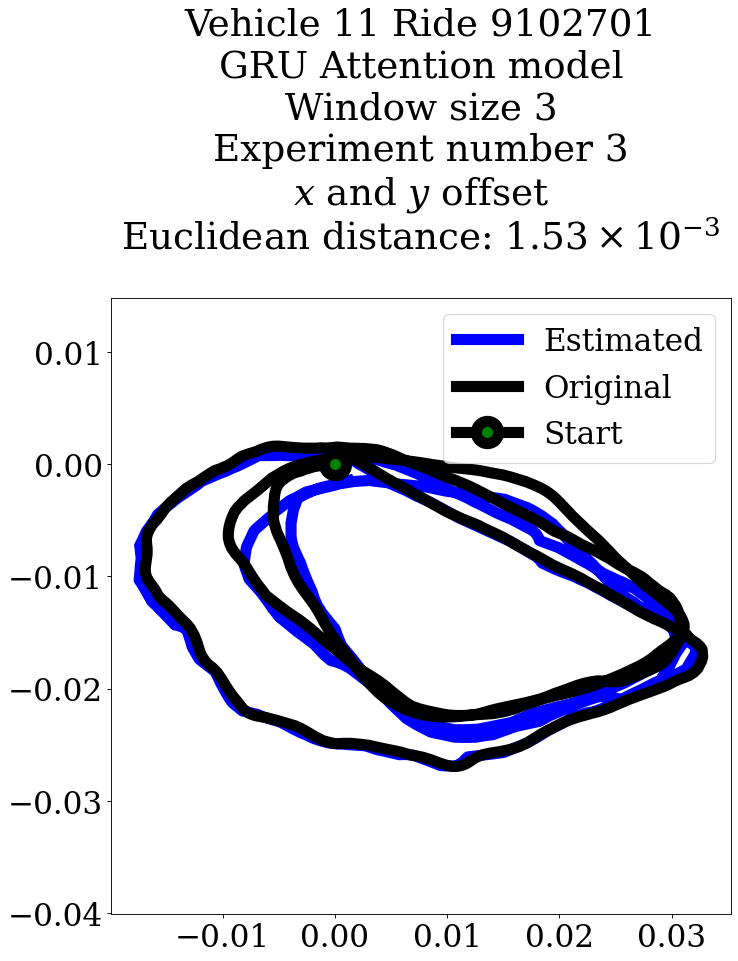 Vehicle 11 Ride 9102701
GRU Attention model
Window size 3
Experiment number 3
x and y offset
Euclidean distance: 1.53 × 10⁻³
Estimated
Original
Start
0.01
0.00
−0.01
−0.02
−0.03
−0.04
−0.01 0.00 0.01 0.02 0.03